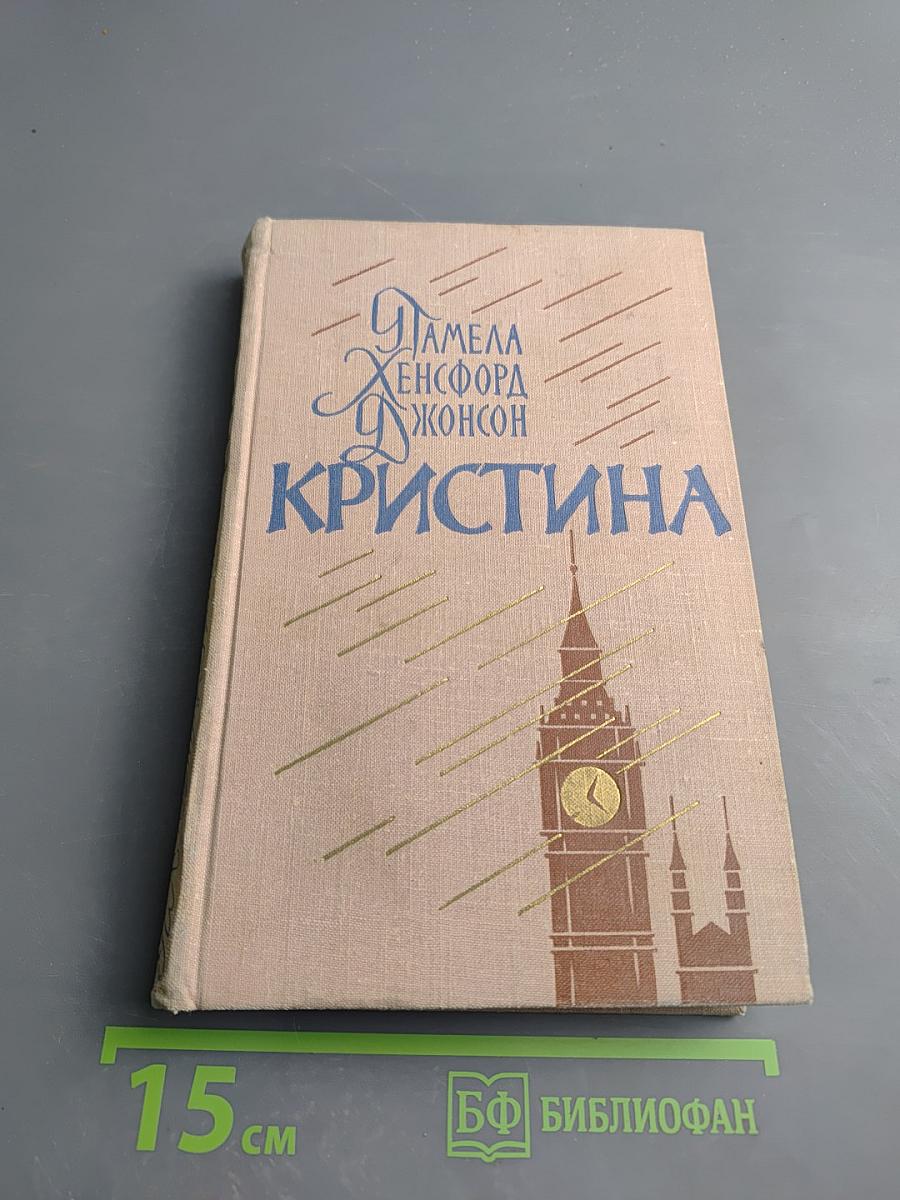 ПАМЕЛА
ХЕНСФОРД
ДЖОНСОН
КРИСТИНА
15 см
БФ БИБЛИОФАН